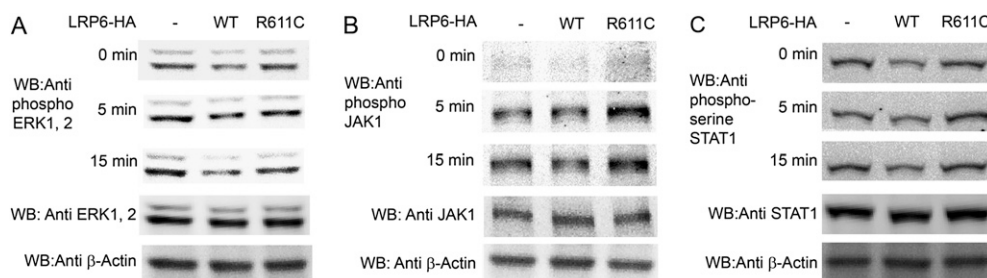 A
LRP6-HA - WT R611C
0 min
WB:Anti
phospho
ERK1, 2
5 min
15 min
WB: Anti ERK1, 2
WB:Anti β-Actin
B
LRP6-HA - WT R611C
0 min
WB:Anti
phospho
JAK1
5 min
15 min
WB: Anti JAK1
WB: Anti β-Actin
C
LRP6-HA - WT R611C
0 min
WB:Anti
phospho-
serine
STAT1
5 min
15 min
WB:Anti STAT1
WB:Anti β-Actin